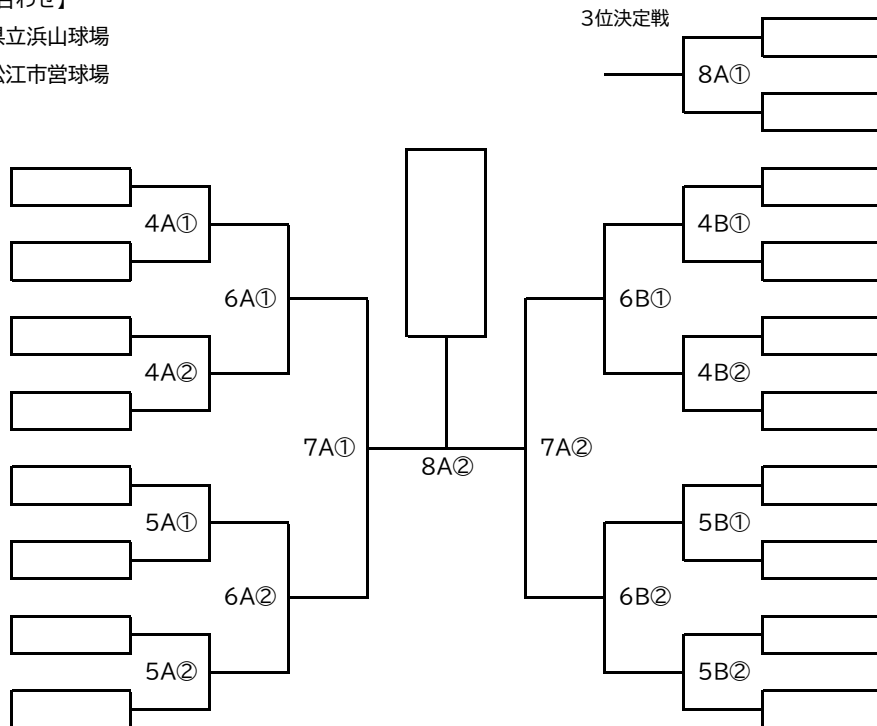 合わせ】
県立浜山球場
松江市営球場
3位決定戦
8A①
4A①
4B①
6A①
6B①
4A②
4B②
7A①
7A②
8A②
5A①
5B①
6A②
6B②
5A②
5B②